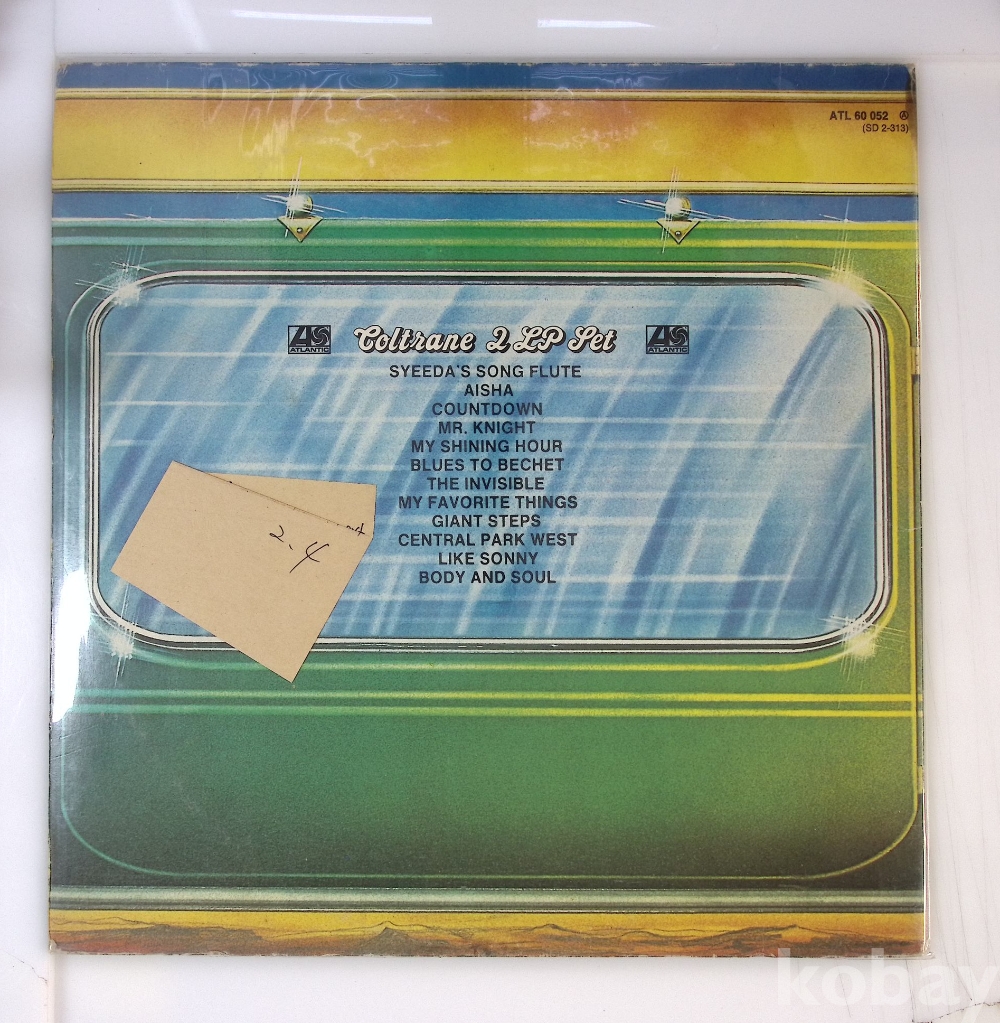 ATL 60 052 Ⓐ
(SD 2-313)
ATLANTIC Coltrane 2 LP Set ATLANTIC
SYEEDA'S SONG FLUTE
AISHA
COUNTDOWN
MR. KNIGHT
MY SHINING HOUR
BLUES TO BECHET
THE INVISIBLE
MY FAVORITE THINGS
GIANT STEPS
CENTRAL PARK WEST
LIKE SONNY
BODY AND SOUL
2.4
kobay